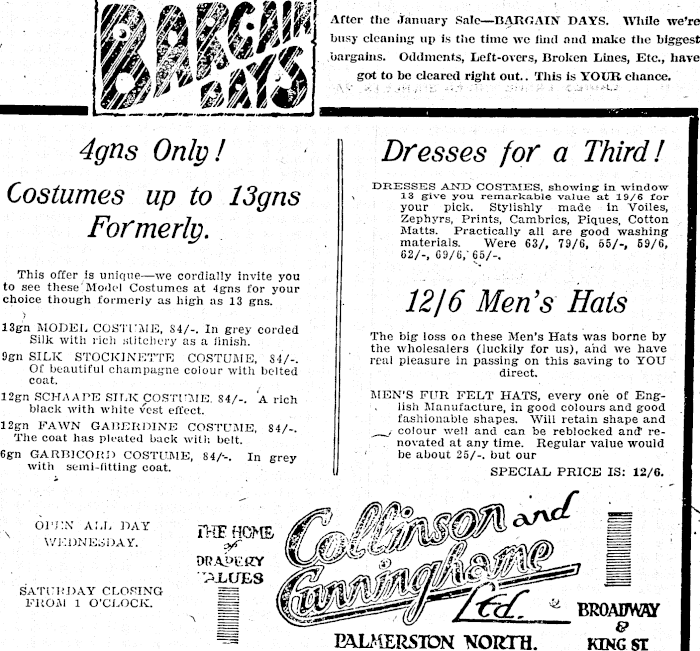 BARGAIN
DAYS
After the January Sale—BARGAIN DAYS. While we're
busy cleaning up is the time we find and make the biggest
bargains. Oddments, Left-overs, Broken Lines, Etc., have
got to be cleared right out.. This is YOUR chance.
4gns Only!
Costumes up to 13gns
Formerly.
This offer is unique—we cordially invite you
to see these Model Costumes at 4gns for your
choice though formerly as high as 13 gns.
13gn MODEL COSTUME, 84/-. In grey corded
Silk with rich stitchery as a finish.
9gn SILK STOCKINETTE COSTUME, 84/-.
Of beautiful champagne colour with belted
coat.
12gn SCHAAPE SILK COSTUME, 84/-. A rich
black with white vest effect.
12gn FAWN GABERDINE COSTUME, 84/-.
The coat has pleated back with belt.
6gn GARBICORD COSTUME, 84/-. In grey
with semi-fitting coat.
Dresses for a Third!
DRESSES AND COSTMES, showing in window
13 give you remarkable value at 19/6 for
your pick. Stylishly made in Voiles,
Zephyrs, Prints, Cambrics, Piques, Cotton
Matts. Practically all are good washing
materials. Were 63/, 79/6, 55/-, 59/6,
62/-, 69/6, 65/-.
12/6 Men's Hats
The big loss on these Men's Hats was borne by
the wholesalers (luckily for us), and we have
real pleasure in passing on this saving to YOU
direct.
MEN'S FUR FELT HATS, every one of Eng-
lish Manufacture, in good colours and good
fashionable shapes. Will retain shape and
colour well and can be reblocked and re-
novated at any time. Regular value would
be about 25/-. but our
SPECIAL PRICE IS: 12/6.
OPEN ALL DAY
WEDNESDAY.
SATURDAY CLOSING
FROM 1 O'CLOCK.
THE HOME
of
DRAPERY
VALUES
Collinson and
Cunninghame
Ltd.
PALMERSTON NORTH.
BROADWAY
&
KING ST